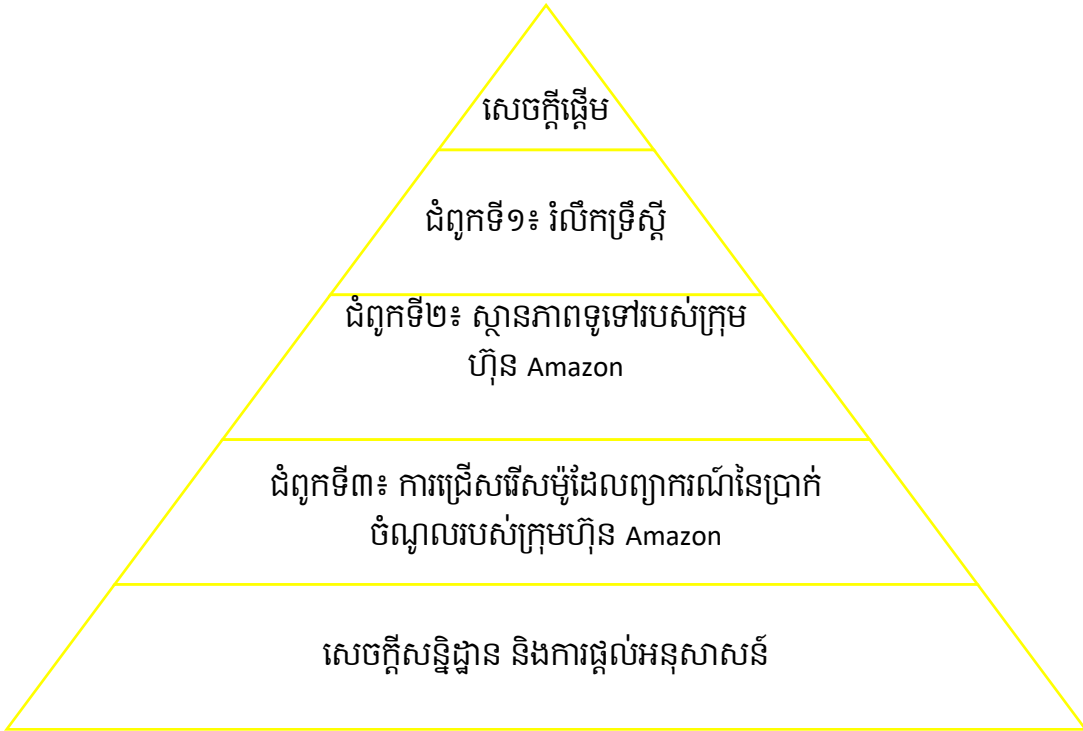 សេចក្តីផ្តើម
ជំពូកទី១៖ រំលឹកទ្រឹស្តី
ជំពូកទី២៖ ស្ថានភាពទូទៅរបស់ក្រុម
ហ៊ុន Amazon
ជំពូកទី៣៖ ការជ្រើសរើសម៉ូដែលព្យាករណ៍នៃប្រាក់
ចំណូលរបស់ក្រុមហ៊ុន Amazon
សេចក្តីសន្និដ្ឋាន និងការផ្តល់អនុសាសន៍